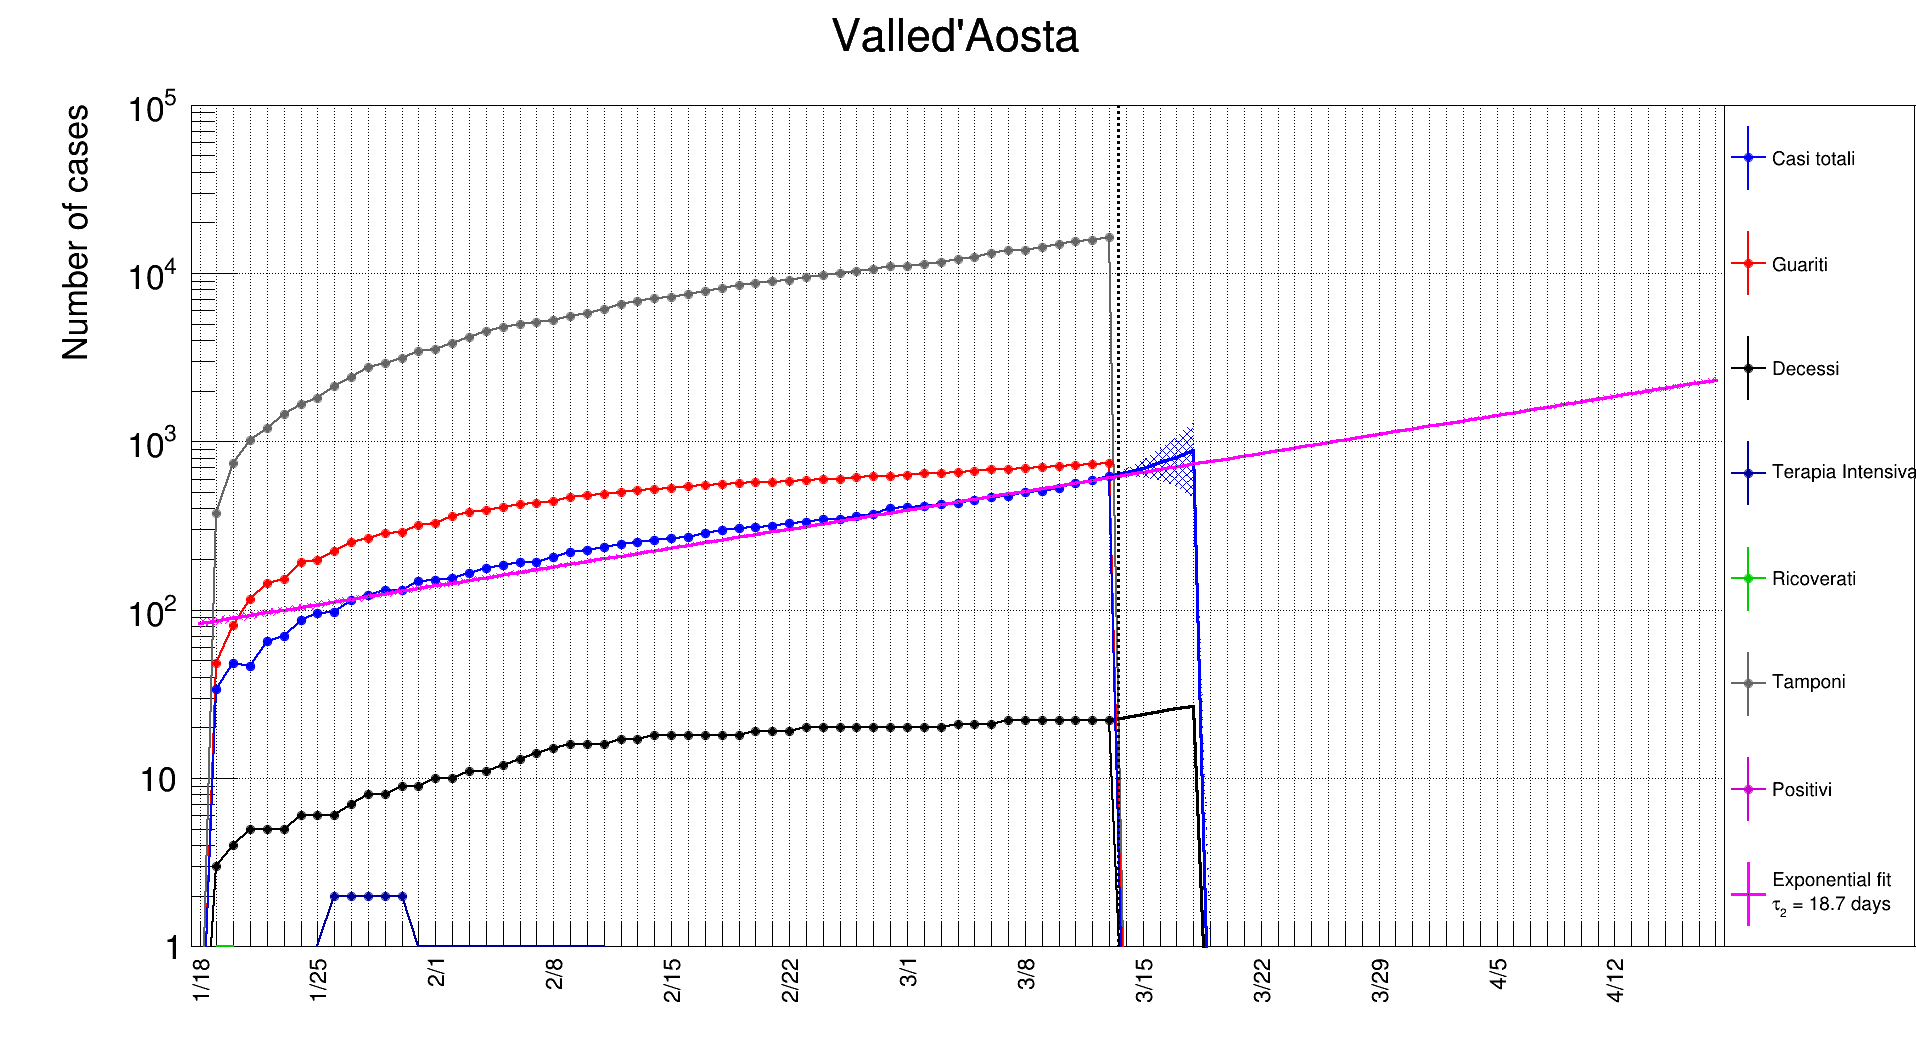 Valled'Aosta
Number of cases
10^5
10^4
10^3
10^2
10
1
1/18
1/25
2/1
2/8
2/15
2/22
3/1
3/8
3/15
3/22
3/29
4/5
4/12
Casi totali
Guariti
Decessi
Terapia Intensiva
Ricoverati
Tamponi
Positivi
Exponential fit
τ_2 = 18.7 days